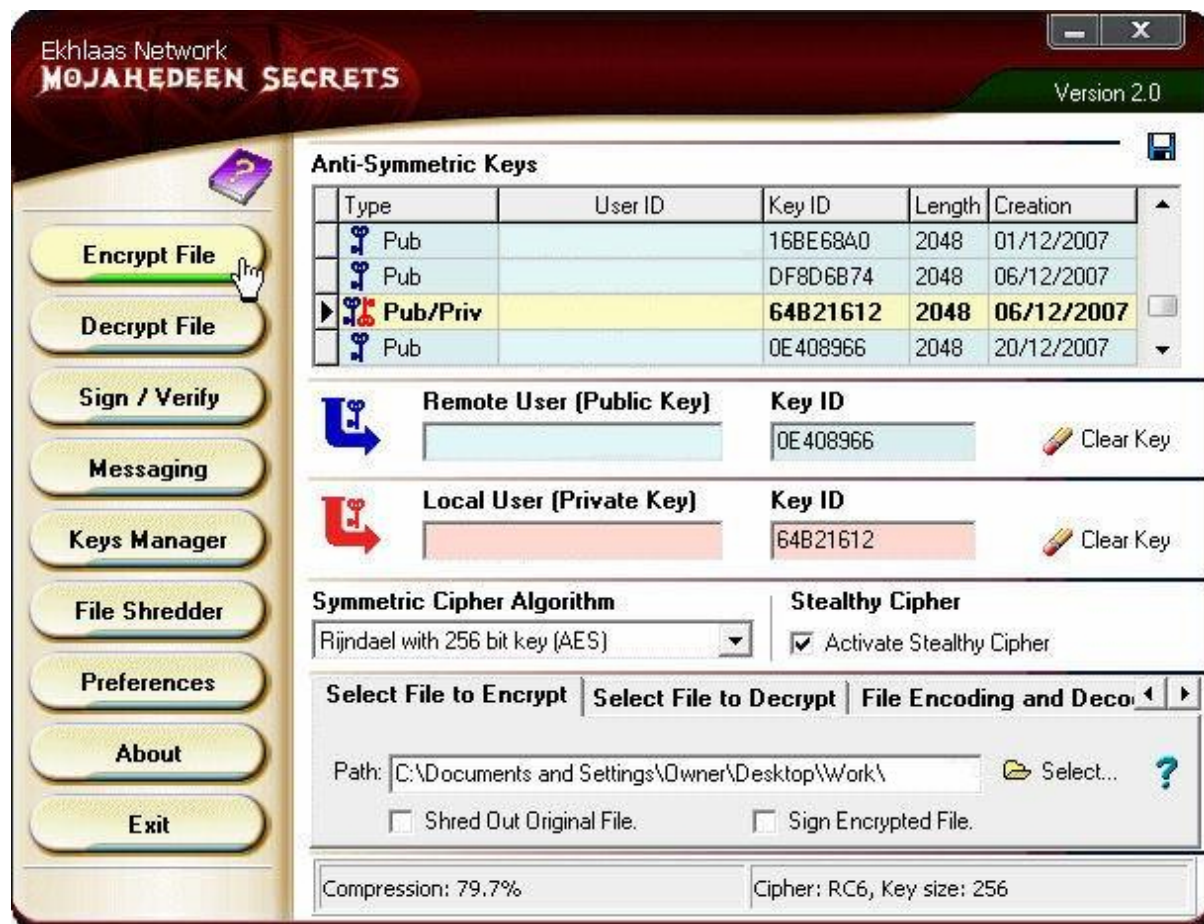 Ekhlaas Network
MOJAHEDEEN SECRETS
Version 2.0
Encrypt File
Decrypt File
Sign / Verify
Messaging
Keys Manager
File Shredder
Preferences
About
Exit
Anti-Symmetric Keys
Type User ID Key ID Length Creation
Pub 16BE68A0 2048 01/12/2007
Pub DF8D6B74 2048 06/12/2007
Pub/Priv 64B21612 2048 06/12/2007
Pub 0E408966 2048 20/12/2007
Remote User (Public Key) Key ID
0E408966 Clear Key
Local User (Private Key) Key ID
64B21612 Clear Key
Symmetric Cipher Algorithm Stealthy Cipher
Rijndael with 256 bit key (AES) Activate Stealthy Cipher
Select File to Encrypt Select File to Decrypt File Encoding and Deco
Path: C:\Documents and Settings\Owner\Desktop\Work\ Select... ?
Shred Out Original File. Sign Encrypted File.
Compression: 79.7% Cipher: RC6, Key size: 256